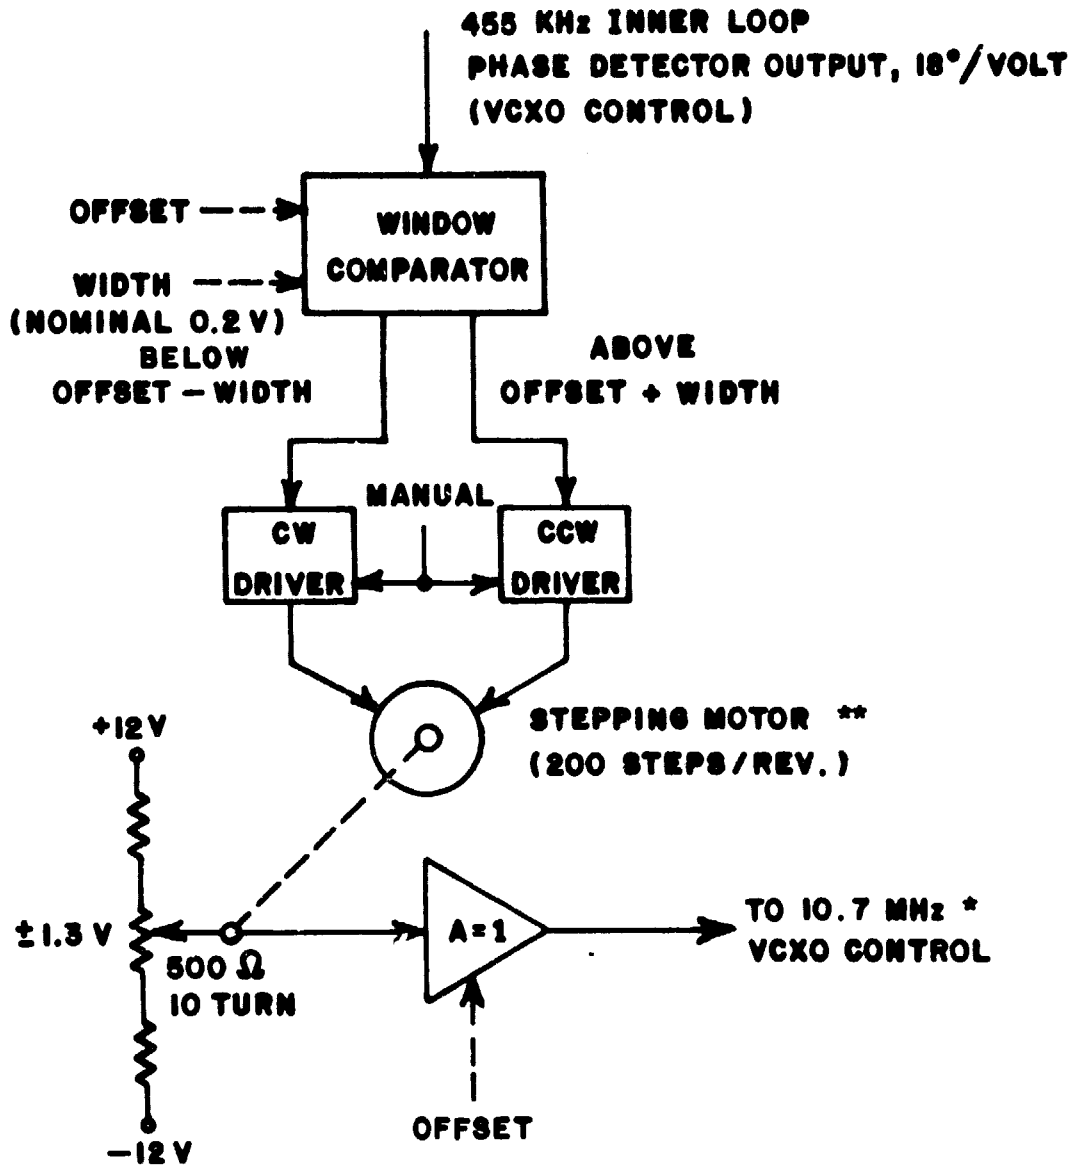 455 KHz INNER LOOP
PHASE DETECTOR OUTPUT, 18°/VOLT
(VCXO CONTROL)
OFFSET
WINDOW
COMPARATOR
WIDTH
(NOMINAL 0.2 V)
BELOW
OFFSET - WIDTH
ABOVE
OFFSET + WIDTH
MANUAL
CW
DRIVER
CCW
DRIVER
STEPPING MOTOR **
(200 STEPS/REV.)
+12 V
±1.3 V
500 Ω
10 TURN
A=1
TO 10.7 MHz *
VCXO CONTROL
OFFSET
-12 V